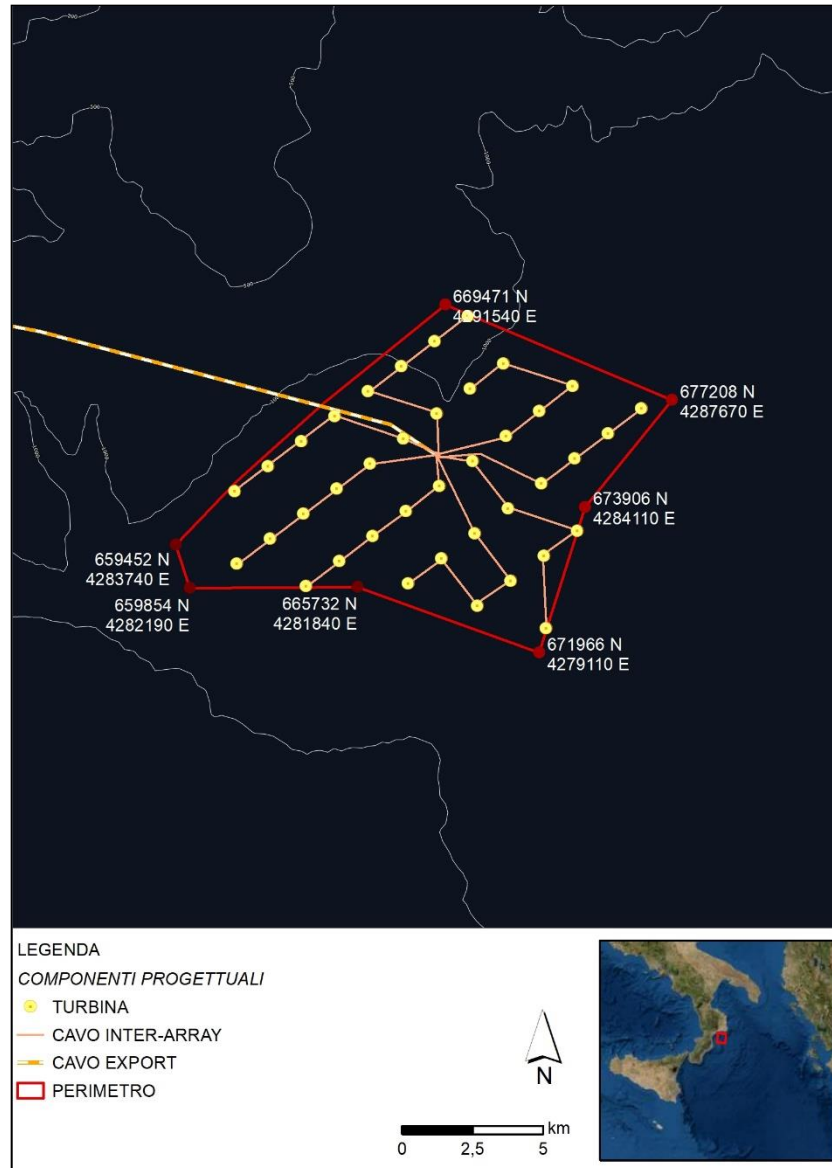 669471 N
4291540 E
677208 N
4287670 E
673906 N
4284110 E
659452 N
4283740 E
659854 N
4282190 E
665732 N
4281840 E
671966 N
4279110 E
LEGENDA
COMPONENTI PROGETTUALI
TURBINA
CAVO INTER-ARRAY
CAVO EXPORT
PERIMETRO
N
km
0
2,5
5